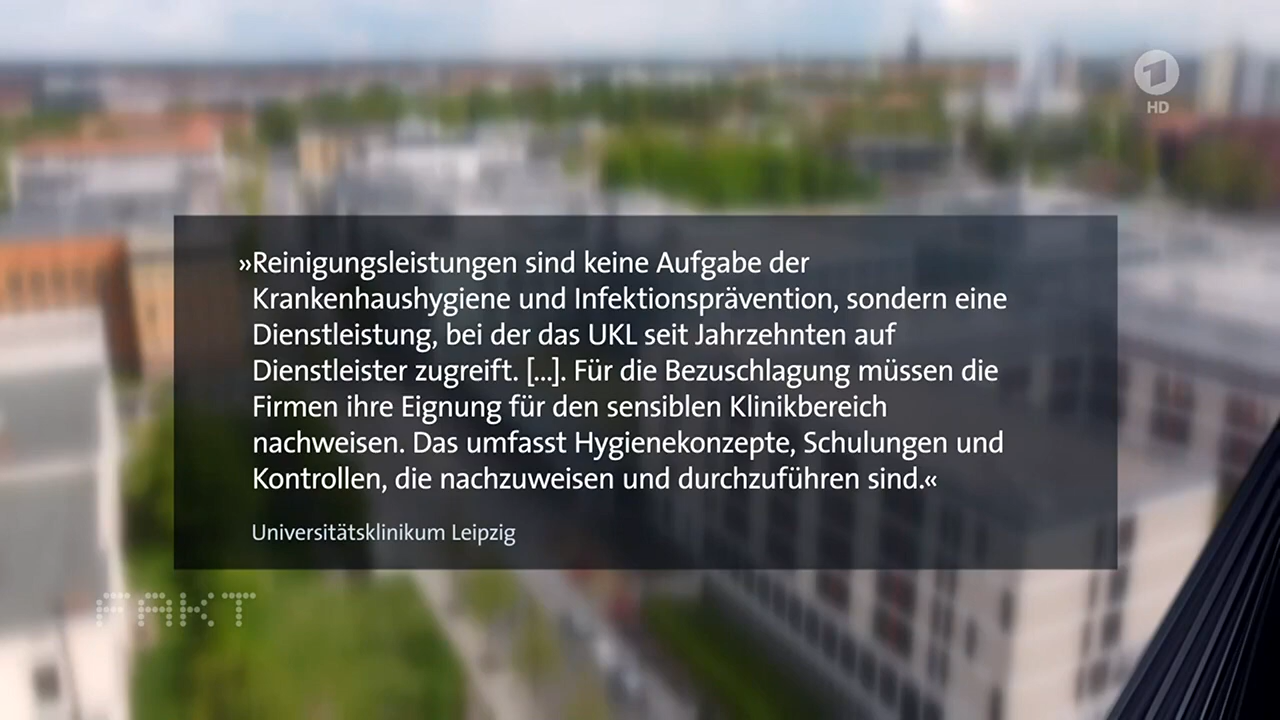 1
HD
»Reinigungsleistungen sind keine Aufgabe der
Krankenhaushygiene und Infektionsprävention, sondern eine
Dienstleistung, bei der das UKL seit Jahrzehnten auf
Dienstleister zugreift. [...]. Für die Bezuschlagung müssen die
Firmen ihre Eignung für den sensiblen Klinikbereich
nachweisen. Das umfasst Hygienekonzepte, Schulungen und
Kontrollen, die nachzuweisen und durchzuführen sind.«
Universitätsklinikum Leipzig
FAKT